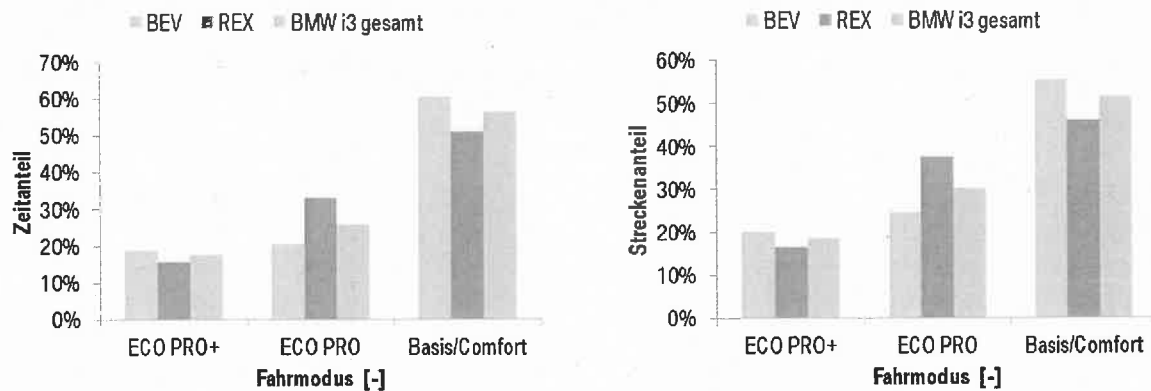 BEV REX BMW i3 gesamt
70%
60%
50%
40%
30%
20%
10%
0%
Zeitanteil
ECO PRO+ ECO PRO Basis/Comfort
Fahrmodus [-]
BEV REX BMW i3 gesamt
60%
50%
40%
30%
20%
10%
0%
Streckenanteil
ECO PRO+ ECO PRO Basis/Comfort
Fahrmodus [-]